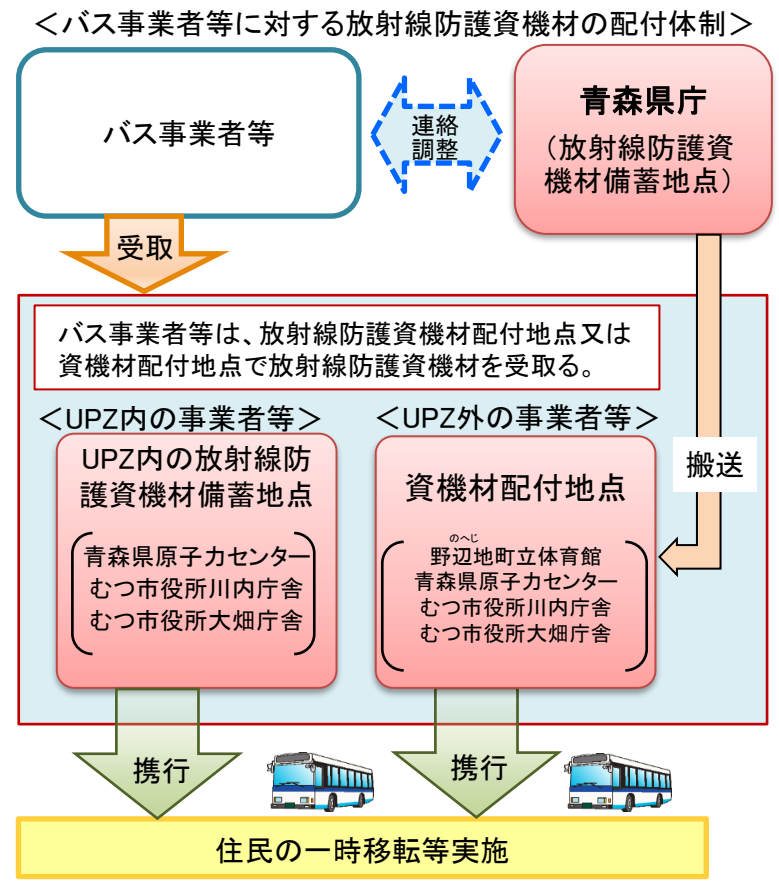 ＜バス事業者等に対する放射線防護資機材の配付体制＞
バス事業者等
連絡
調整
青森県庁
（放射線防護資
機材備蓄地点）
受取
バス事業者等は、放射線防護資機材配付地点又は
資機材配付地点で放射線防護資機材を受取る。
＜UPZ内の事業者等＞
＜UPZ外の事業者等＞
UPZ内の放射線防
護資機材備蓄地点
青森県原子力センター
むつ市役所川内庁舎
むつ市役所大畑庁舎
資機材配付地点
のへじ
野辺地町立体育館
青森県原子力センター
むつ市役所川内庁舎
むつ市役所大畑庁舎
搬送
携行
携行
住民の一時移転等実施